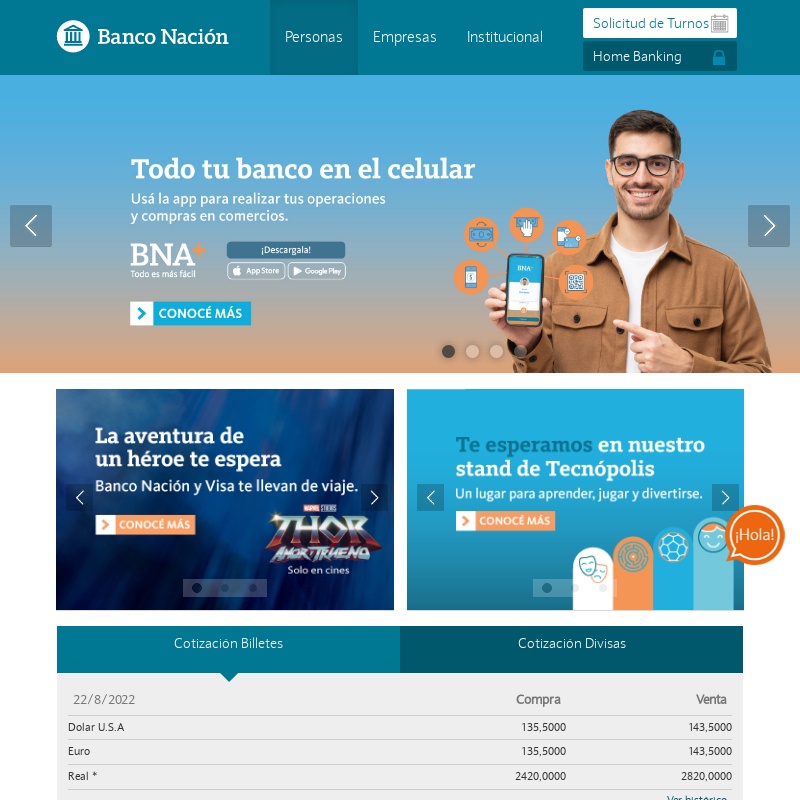 Banco Nación
Personas
Empresas
Institucional
Solicitud de Turnos
Home Banking
Todo tu banco en el celular
Usá la app para realizar tus operaciones
y compras en comercios.
BNA+
Todo es más fácil
¡Descargala!
App Store
Google Play
CONOCÉ MÁS
BNA+
La aventura de
un héroe te espera
Banco Nación y Visa te llevan de viaje.
CONOCÉ MÁS
MARVEL STUDIOS
THOR
AMOR Y TRUENO
Solo en cines
Te esperamos en nuestro
stand de Tecnópolis
Un lugar para aprender, jugar y divertirse.
CONOCÉ MÁS
¡Hola!
Cotización Billetes
Cotización Divisas
22/8/2022 Compra Venta
Dolar U.S.A 135,5000 143,5000
Euro 135,5000 143,5000
Real * 2420,0000 2820,0000
Ver histórico